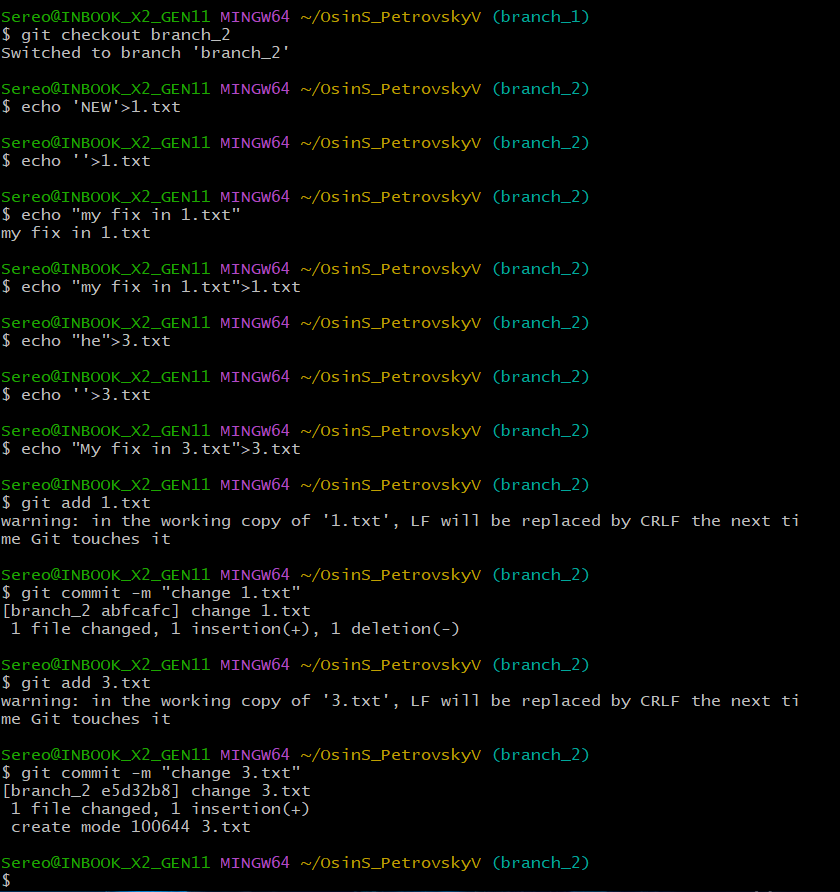 Sereo@INBOOK_X2_GEN11 MINGW64 ~/OsinS_PetrovskyV (branch_1)
$ git checkout branch_2
Switched to branch 'branch_2'
Sereo@INBOOK_X2_GEN11 MINGW64 ~/OsinS_PetrovskyV (branch_2)
$ echo 'NEW'>1.txt
Sereo@INBOOK_X2_GEN11 MINGW64 ~/OsinS_PetrovskyV (branch_2)
$ echo ''>1.txt
Sereo@INBOOK_X2_GEN11 MINGW64 ~/OsinS_PetrovskyV (branch_2)
$ echo "my fix in 1.txt"
my fix in 1.txt
Sereo@INBOOK_X2_GEN11 MINGW64 ~/OsinS_PetrovskyV (branch_2)
$ echo "my fix in 1.txt">1.txt
Sereo@INBOOK_X2_GEN11 MINGW64 ~/OsinS_PetrovskyV (branch_2)
$ echo "he">3.txt
Sereo@INBOOK_X2_GEN11 MINGW64 ~/OsinS_PetrovskyV (branch_2)
$ echo ''>3.txt
Sereo@INBOOK_X2_GEN11 MINGW64 ~/OsinS_PetrovskyV (branch_2)
$ echo "My fix in 3.txt">3.txt
Sereo@INBOOK_X2_GEN11 MINGW64 ~/OsinS_PetrovskyV (branch_2)
$ git add 1.txt
warning: in the working copy of '1.txt', LF will be replaced by CRLF the next ti
me Git touches it
Sereo@INBOOK_X2_GEN11 MINGW64 ~/OsinS_PetrovskyV (branch_2)
$ git commit -m "change 1.txt"
[branch_2 abfcafc] change 1.txt
 1 file changed, 1 insertion(+), 1 deletion(-)
Sereo@INBOOK_X2_GEN11 MINGW64 ~/OsinS_PetrovskyV (branch_2)
$ git add 3.txt
warning: in the working copy of '3.txt', LF will be replaced by CRLF the next ti
me Git touches it
Sereo@INBOOK_X2_GEN11 MINGW64 ~/OsinS_PetrovskyV (branch_2)
$ git commit -m "change 3.txt"
[branch_2 e5d32b8] change 3.txt
 1 file changed, 1 insertion(+)
 create mode 100644 3.txt
Sereo@INBOOK_X2_GEN11 MINGW64 ~/OsinS_PetrovskyV (branch_2)
$